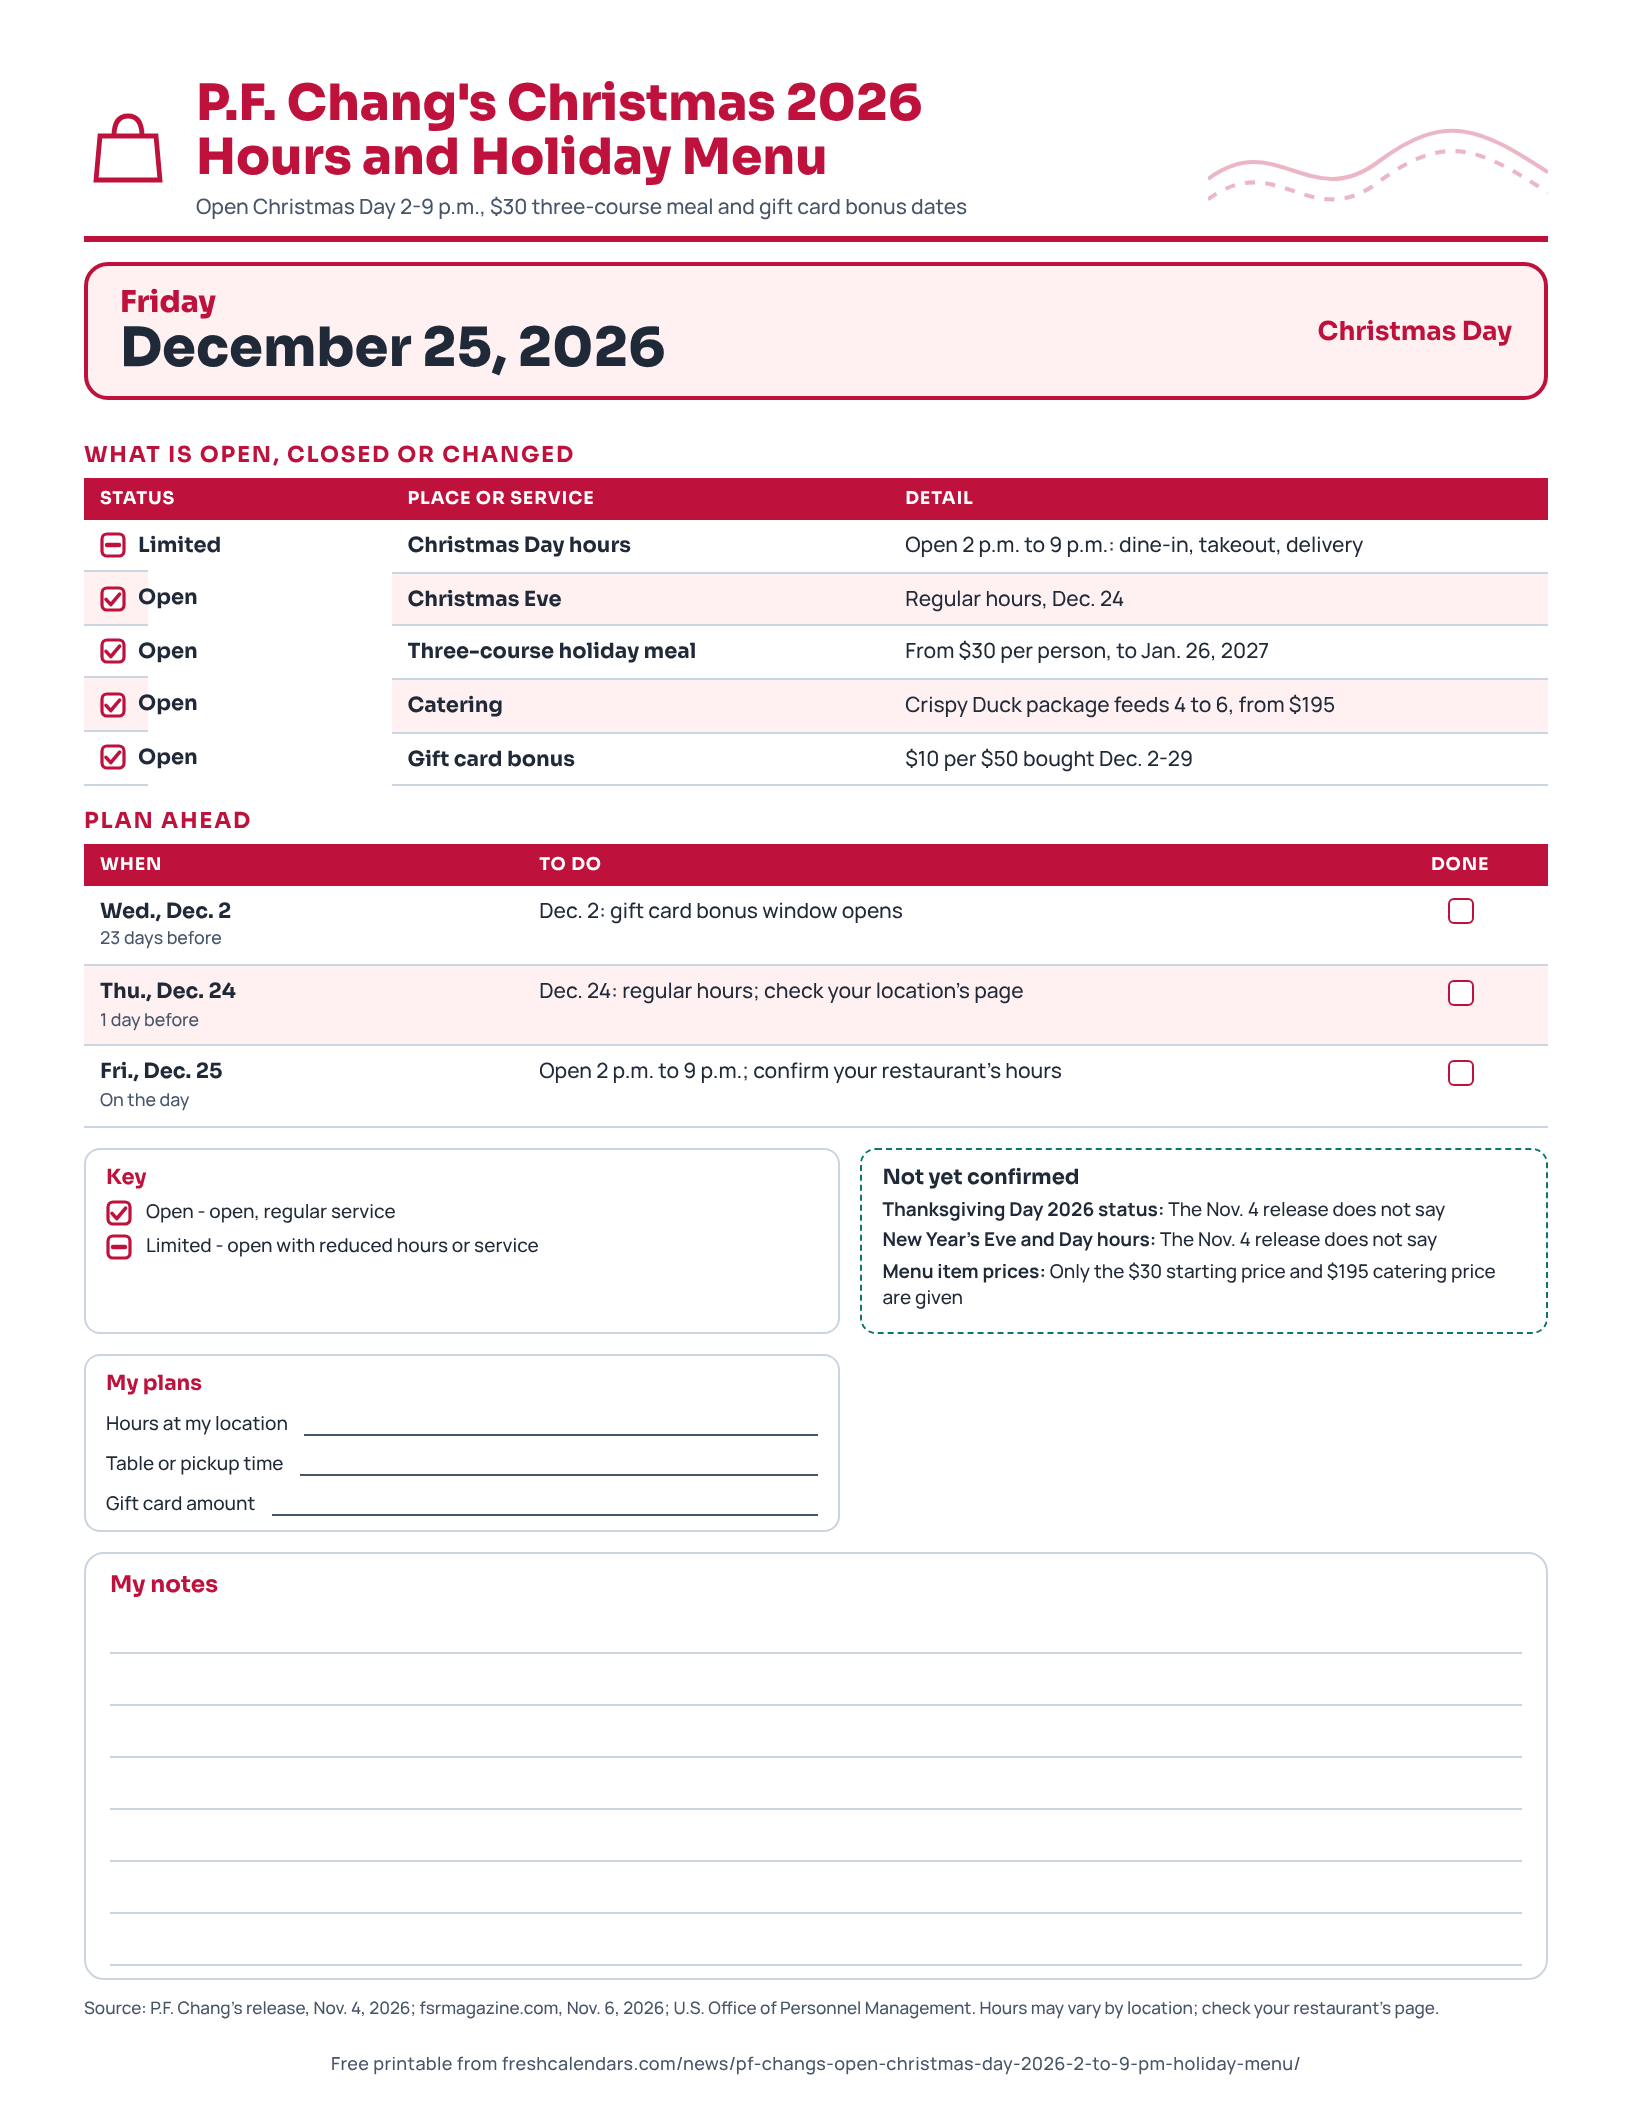 P.F. Chang's Christmas 2026
Hours and Holiday Menu
Open Christmas Day 2-9 p.m., $30 three-course meal and gift card bonus dates
Friday
December 25, 2026
Christmas Day
WHAT IS OPEN, CLOSED OR CHANGED
STATUS PLACE OR SERVICE DETAIL
Limited Christmas Day hours Open 2 p.m. to 9 p.m.: dine-in, takeout, delivery
Open Christmas Eve Regular hours, Dec. 24
Open Three-course holiday meal From $30 per person, to Jan. 26, 2027
Open Catering Crispy Duck package feeds 4 to 6, from $195
Open Gift card bonus $10 per $50 bought Dec. 2-29
PLAN AHEAD
WHEN TO DO DONE
Wed., Dec. 2 Dec. 2: gift card bonus window opens
23 days before
Thu., Dec. 24 Dec. 24: regular hours; check your location's page
1 day before
Fri., Dec. 25 Open 2 p.m. to 9 p.m.; confirm your restaurant's hours
On the day
Key
Open - open, regular service
Limited - open with reduced hours or service
Not yet confirmed
Thanksgiving Day 2026 status: The Nov. 4 release does not say
New Year's Eve and Day hours: The Nov. 4 release does not say
Menu item prices: Only the $30 starting price and $195 catering price
are given
My plans
Hours at my location
Table or pickup time
Gift card amount
My notes
Source: P.F. Chang's release, Nov. 4, 2026; fsrmagazine.com, Nov. 6, 2026; U.S. Office of Personnel Management. Hours may vary by location; check your restaurant's page.
Free printable from freshcalendars.com/news/pf-changs-open-christmas-day-2026-2-to-9-pm-holiday-menu/